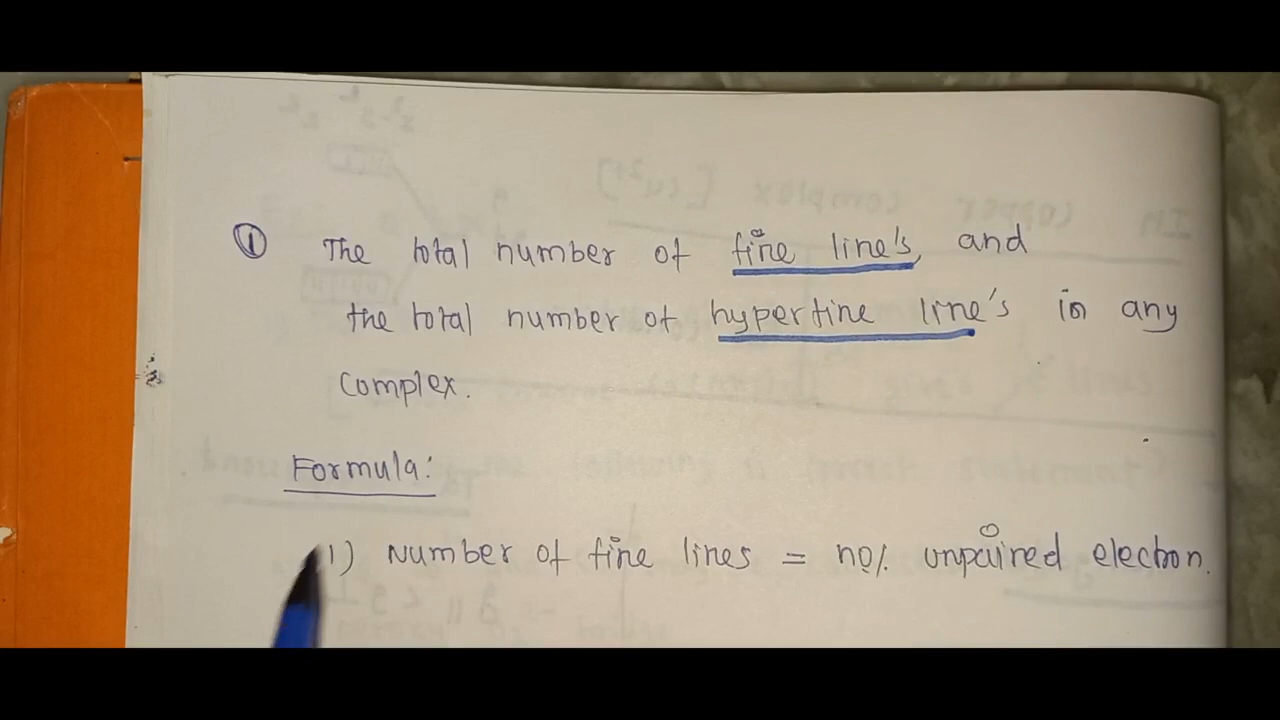 ① The total number of fine line's, and
the total number of hyperfine line's in any
complex.
Formula:
1) Number of fine lines = no/. unpaired electron.